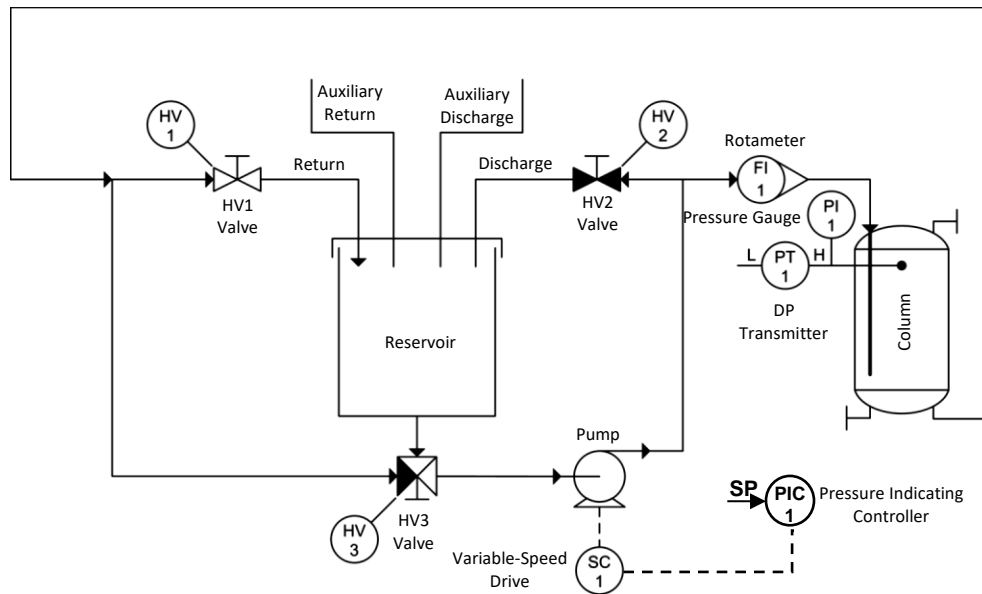 HV
1
Auxiliary
Return
Auxiliary
Discharge
HV
2
Rotameter
Return
Discharge
FI
1
HV1
Valve
HV2
Valve
Pressure Gauge
PI
1
L
PT
1
H
DP
Transmitter
Column
Reservoir
Pump
HV
3
HV3
Valve
SP
PIC
1
Pressure Indicating
Controller
Variable-Speed
Drive
SC
1